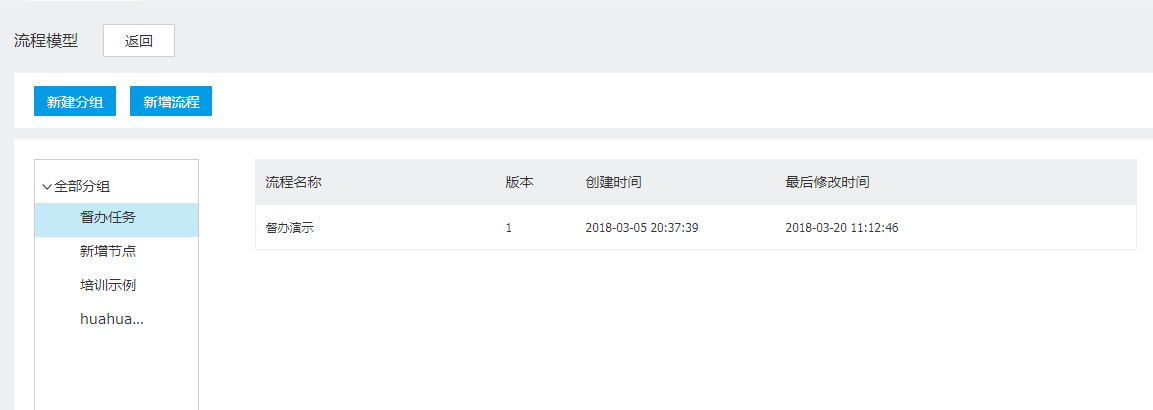 流程模型 返回
新建分组 新增流程
全部分组
督办任务
新增节点
培训示例
huahua...
流程名称 版本 创建时间 最后修改时间
督办演示 1 2018-03-05 20:37:39 2018-03-20 11:12:46